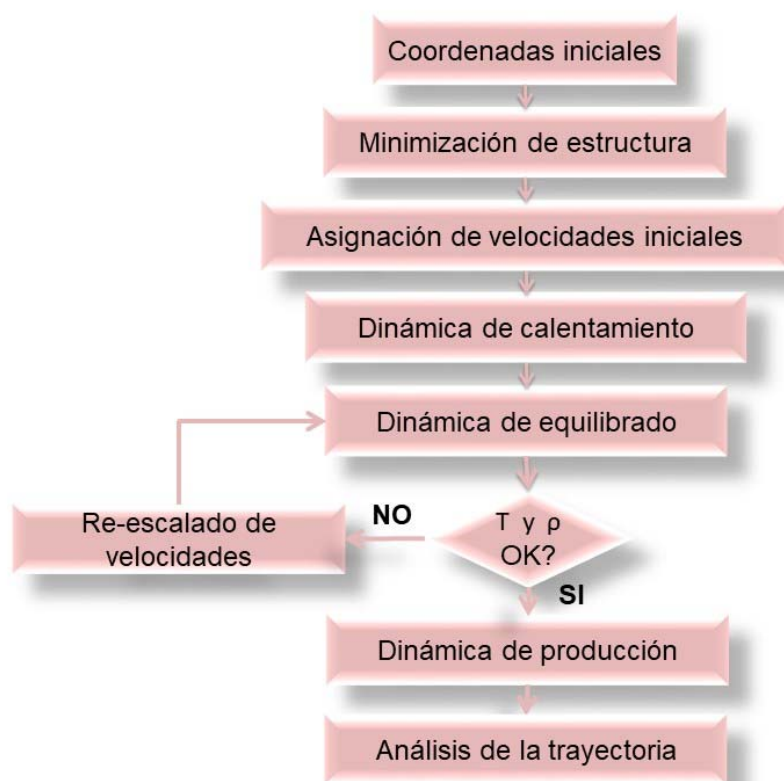 Coordenadas iniciales
Minimización de estructura
Asignación de velocidades iniciales
Dinámica de calentamiento
Dinámica de equilibrado
T y ρ
OK?
NO
Re-escalado de
velocidades
SI
Dinámica de producción
Análisis de la trayectoria